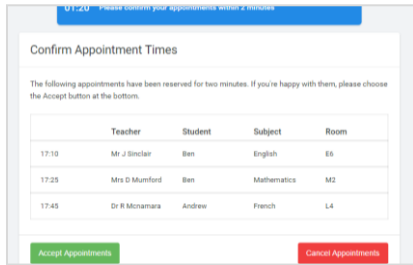 01:20 Please confirm your appointments within 2 minutes
Confirm Appointment Times
The following appointments have been reserved for two minutes. If you're happy with them, please choose
the Accept button at the bottom.
Teacher Student Subject Room
17:10 Mr J Sinclair Ben English E6
17:25 Mrs D Mumford Ben Mathematics M2
17:45 Dr R Mcnamara Andrew French L4
Accept Appointments Cancel Appointments